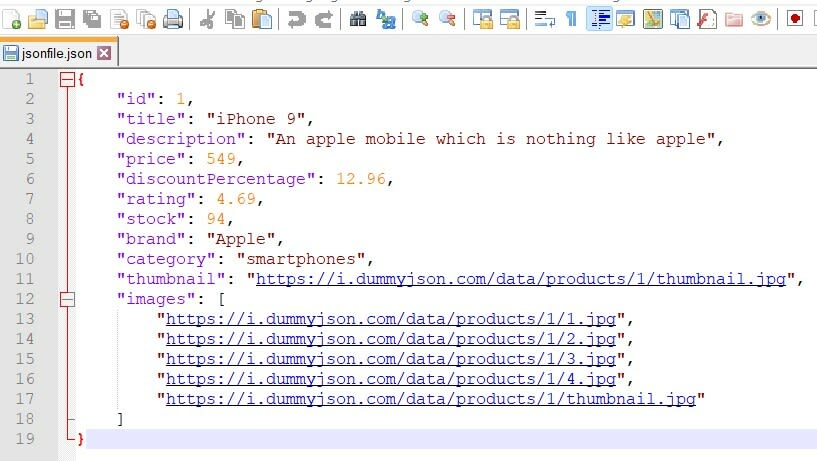 jsonfile.json
1 {
2 "id": 1,
3 "title": "iPhone 9",
4 "description": "An apple mobile which is nothing like apple",
5 "price": 549,
6 "discountPercentage": 12.96,
7 "rating": 4.69,
8 "stock": 94,
9 "brand": "Apple",
10 "category": "smartphones",
11 "thumbnail": "https://i.dummyjson.com/data/products/1/thumbnail.jpg",
12 "images": [
13 "https://i.dummyjson.com/data/products/1/1.jpg",
14 "https://i.dummyjson.com/data/products/1/2.jpg",
15 "https://i.dummyjson.com/data/products/1/3.jpg",
16 "https://i.dummyjson.com/data/products/1/4.jpg",
17 "https://i.dummyjson.com/data/products/1/thumbnail.jpg"
18 ]
19 }